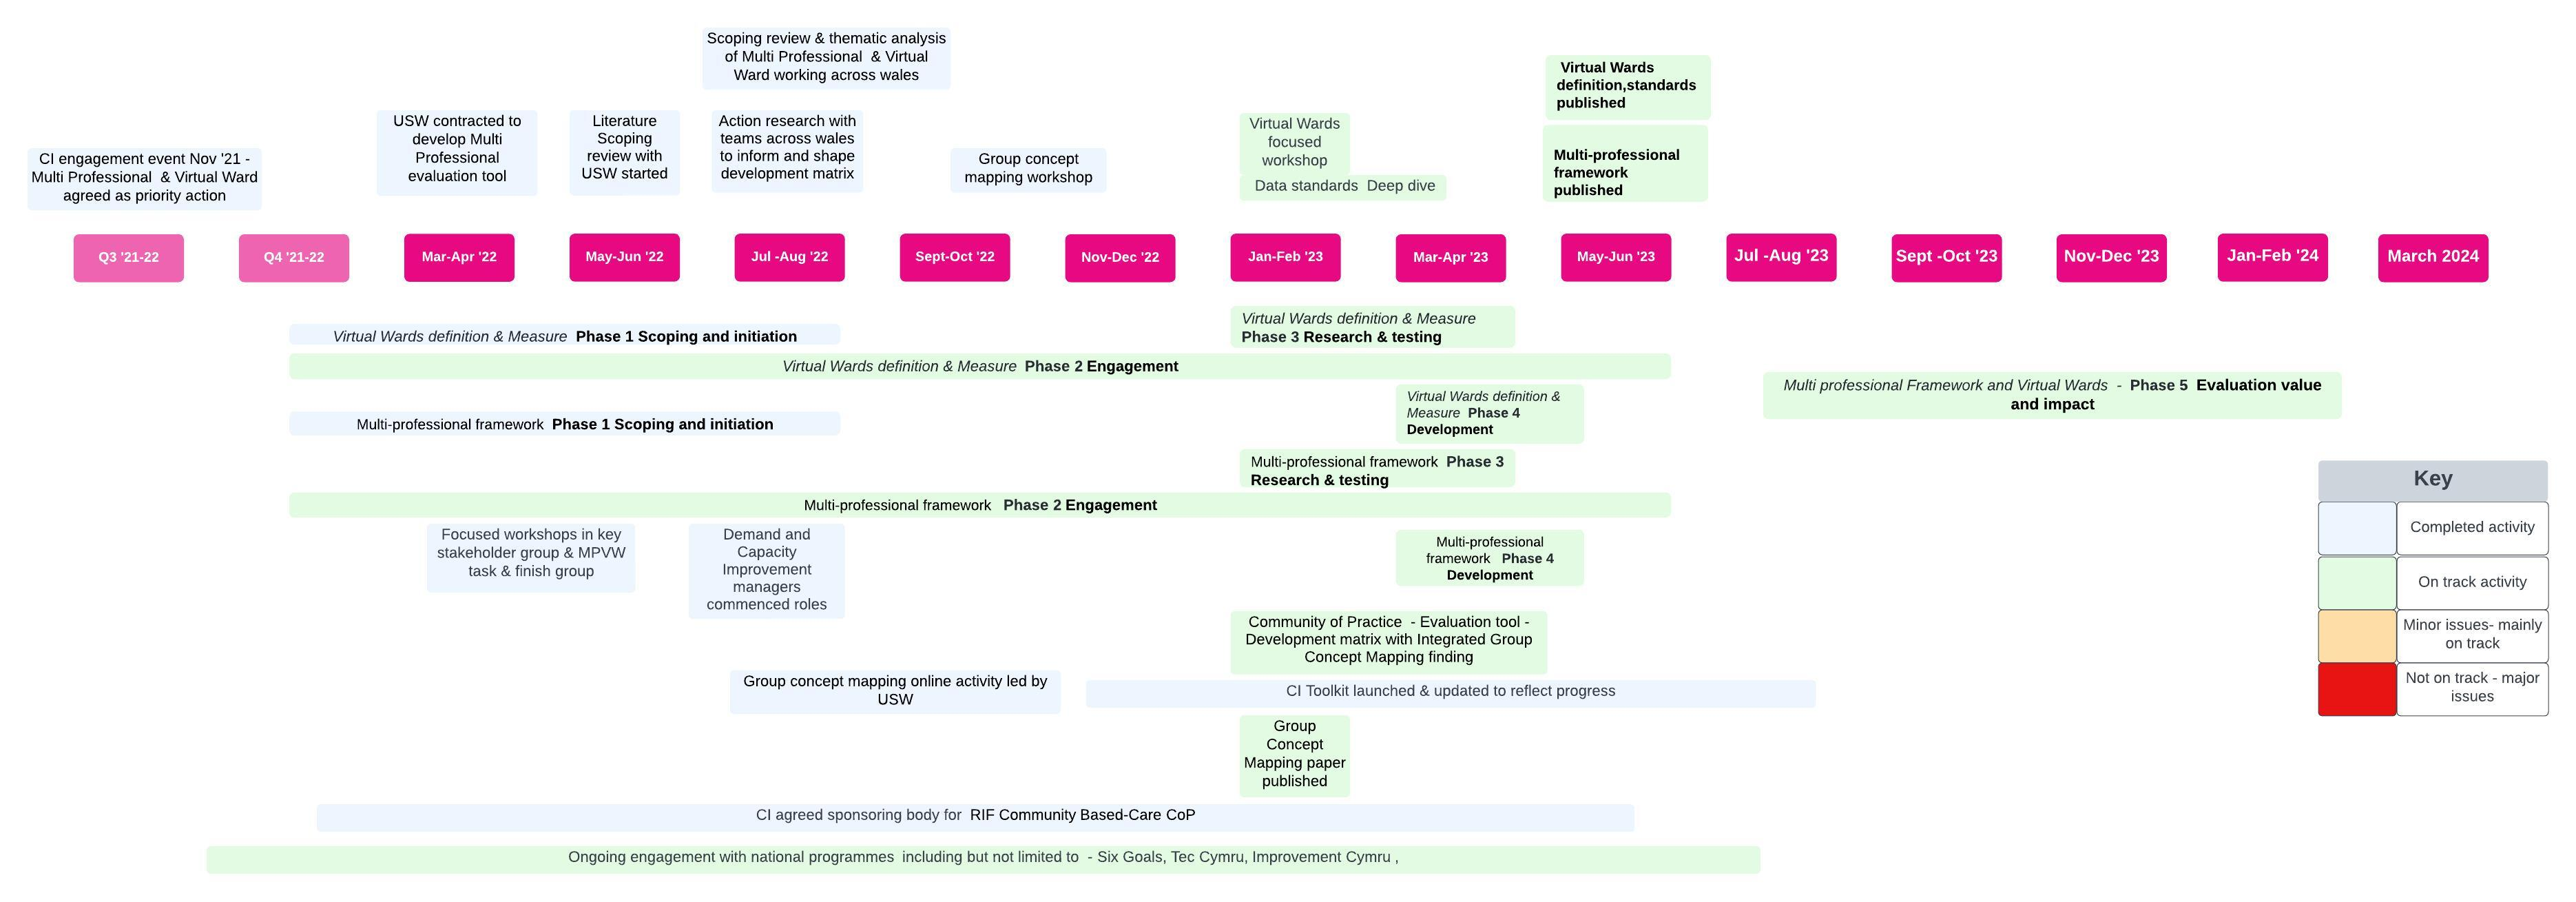 Scoping review & thematic analysis
of Multi Professional & Virtual
Ward working across wales
Virtual Wards
definition,standards
published
CI engagement event Nov '21 -
Multi Professional & Virtual Ward
agreed as priority action
USW contracted to
develop Multi
Professional
evaluation tool
Literature
Scoping
review with
USW started
Action research with
teams across wales
to inform and shape
development matrix
Group concept
mapping workshop
Virtual Wards
focused
workshop
Data standards Deep dive
Multi-professional
framework
published
Q3 '21-22
Q4 '21-22
Mar-Apr '22
May-Jun '22
Jul -Aug '22
Sept-Oct '22
Nov-Dec '22
Jan-Feb '23
Mar-Apr '23
May-Jun '23
Jul -Aug '23
Sept -Oct '23
Nov-Dec '23
Jan-Feb '24
March 2024
Virtual Wards definition & Measure Phase 1 Scoping and initiation
Virtual Wards definition & Measure
Phase 3 Research & testing
Virtual Wards definition & Measure Phase 2 Engagement
Multi professional Framework and Virtual Wards - Phase 5 Evaluation value
and impact
Virtual Wards definition &
Measure Phase 4
Development
Multi-professional framework Phase 1 Scoping and initiation
Multi-professional framework Phase 3
Research & testing
Multi-professional framework Phase 2 Engagement
Focused workshops in key
stakeholder group & MPVW
task & finish group
Demand and
Capacity
Improvement
managers
commenced roles
Multi-professional
framework Phase 4
Development
Community of Practice - Evaluation tool -
Development matrix with Integrated Group
Concept Mapping finding
Group concept mapping online activity led by
USW
CI Toolkit launched & updated to reflect progress
Group
Concept
Mapping paper
published
CI agreed sponsoring body for RIF Community Based-Care CoP
Ongoing engagement with national programmes including but not limited to - Six Goals, Tec Cymru, Improvement Cymru ,
Key
Completed activity
On track activity
Minor issues- mainly
on track
Not on track - major
issues